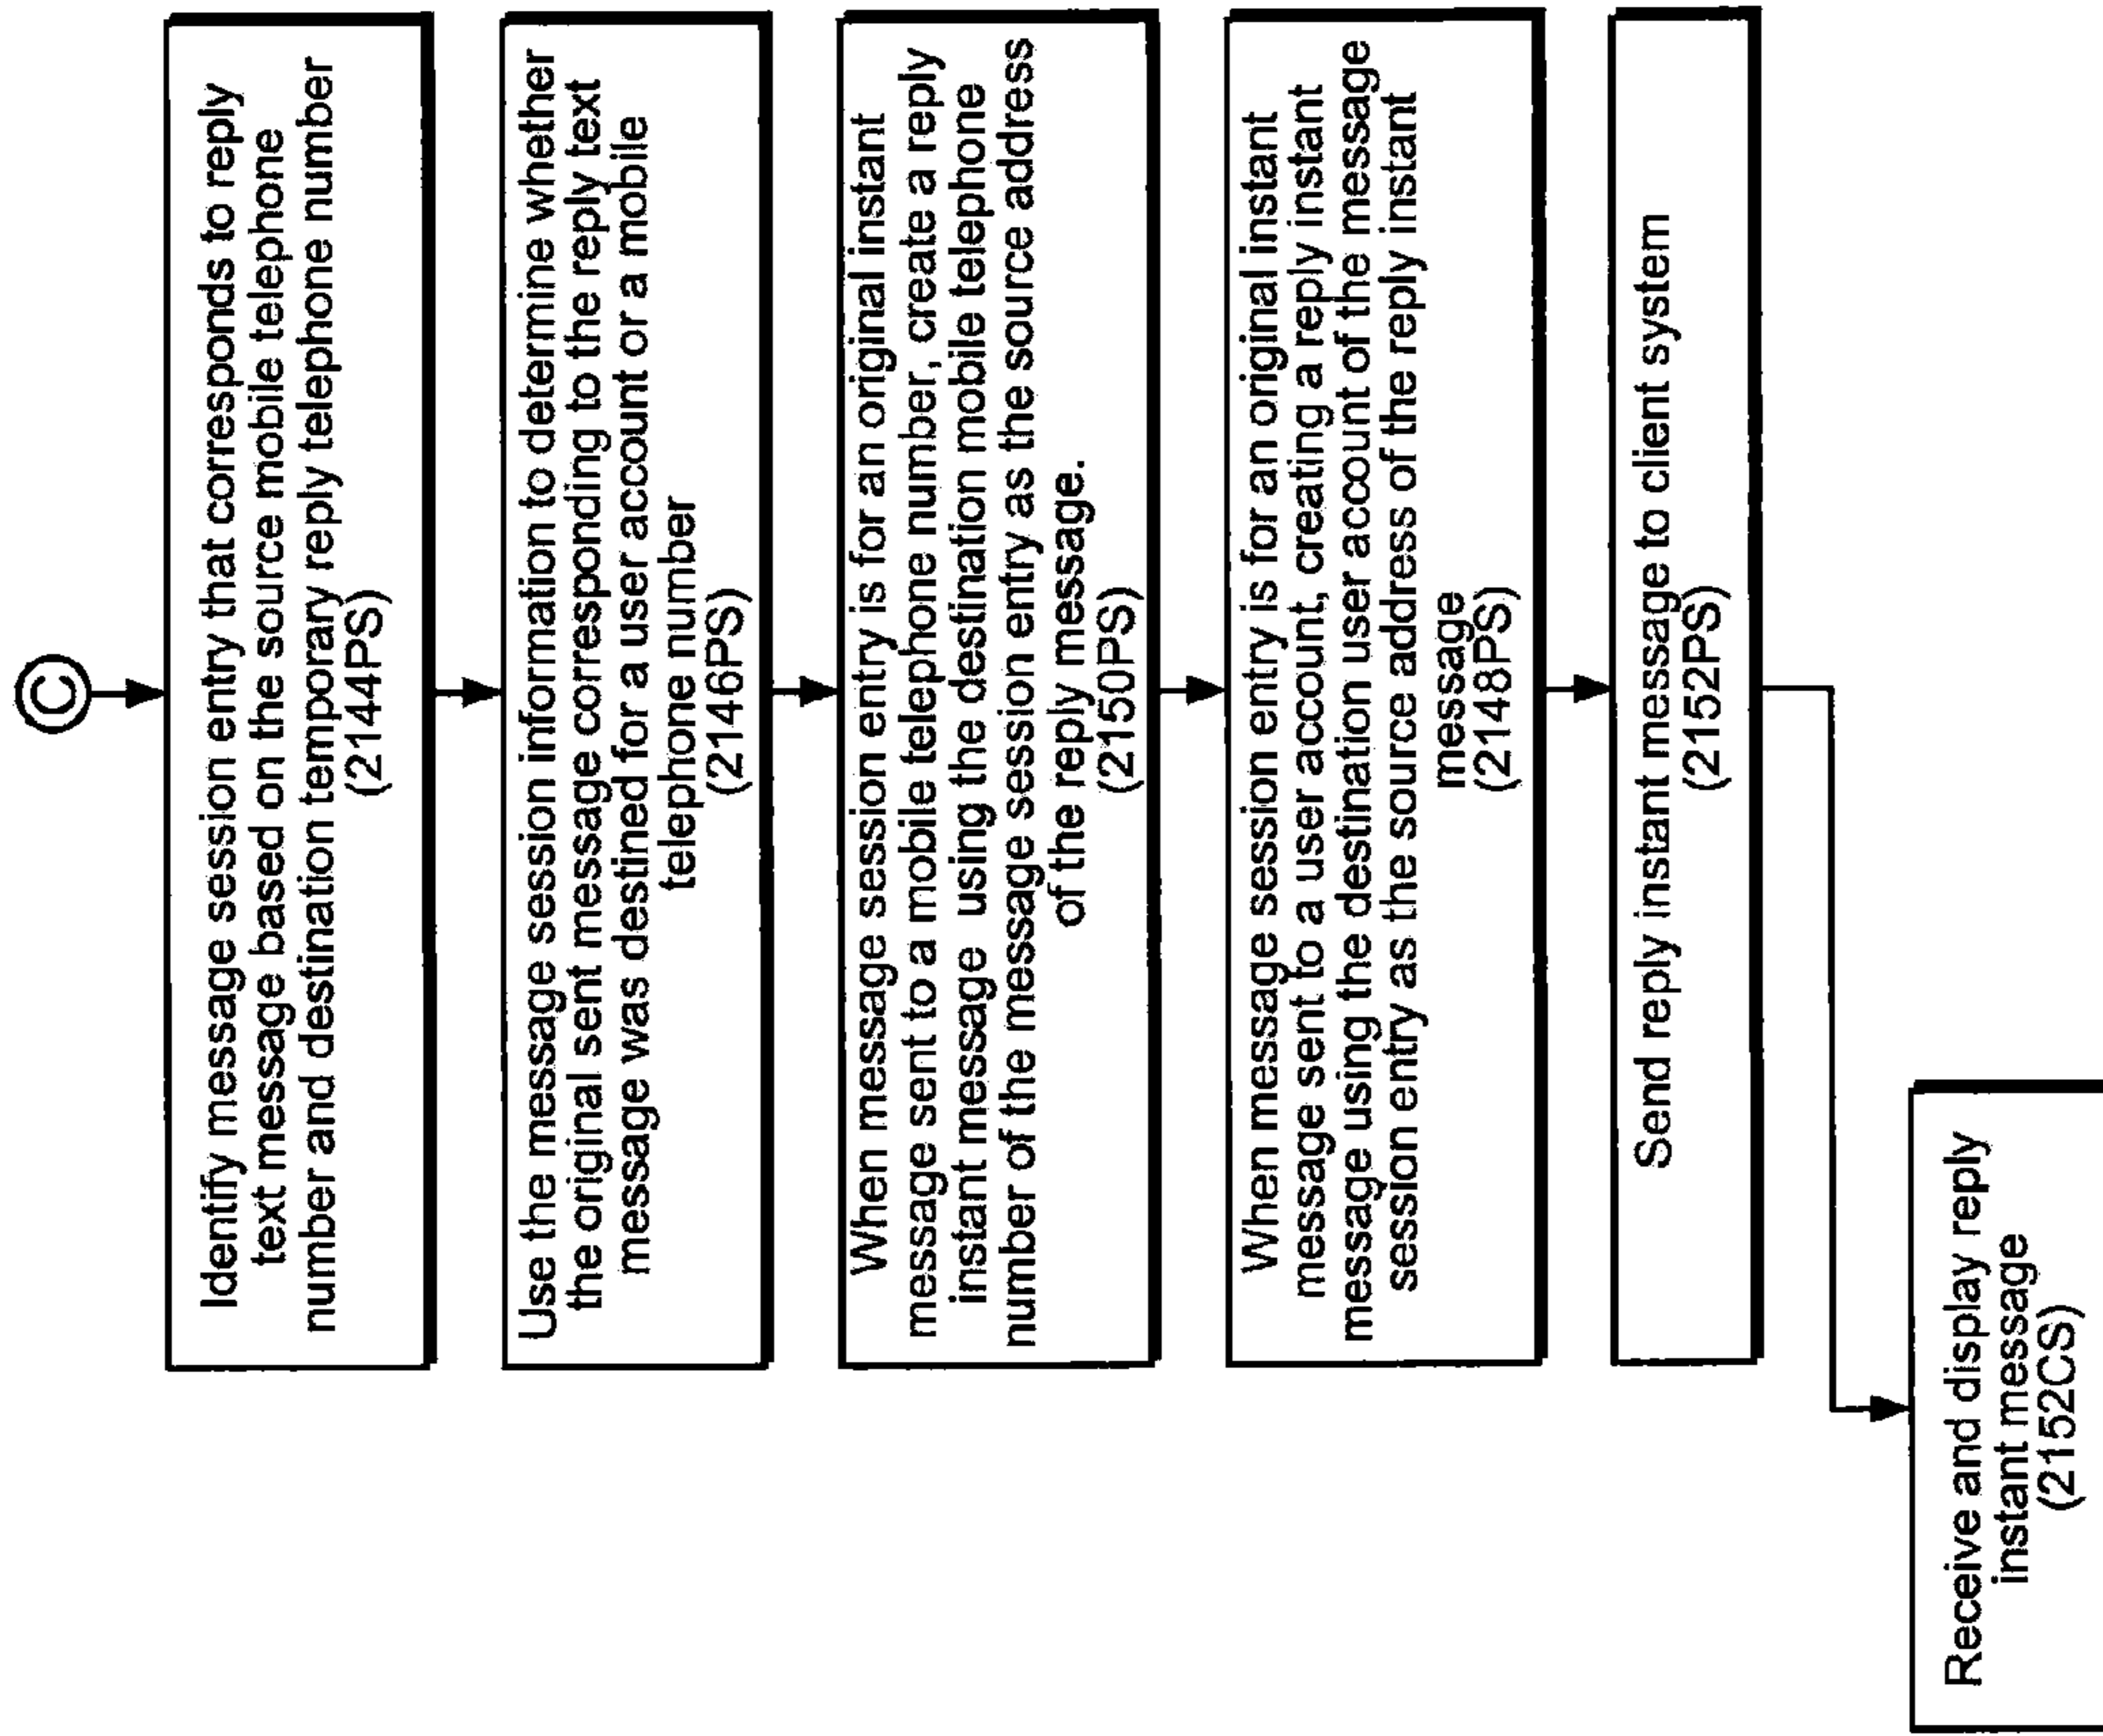 C
Identify message session entry that corresponds to reply
text message based on the source mobile telephone
number and destination temporary reply telephone number
(2144PS)
Use the message session information to determine whether
the original sent message corresponding to the reply text
message was destined for a user account or a mobile
telephone number
(2146PS)
When message session entry is for an original instant
message sent to a mobile telephone number, create a reply
instant message using the destination mobile telephone
number of the message session entry as the source address
of the reply message.
(2150PS)
When message session entry is for an original instant
message sent to a user account, creating a reply instant
message using the destination user account of the message
session entry as the source address of the reply instant
message
(2148PS)
Send reply instant message to client system
(2152PS)
Receive and display reply
instant message
(2152CS)